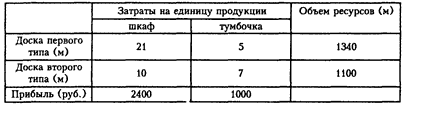 Затраты на единицу продукции Объем ресурсов (м)
шкаф тумбочка
Доска первого типа (м) 21 5 1340
Доска второго типа (м) 10 7 1100
Прибыль (руб.) 2400 1000